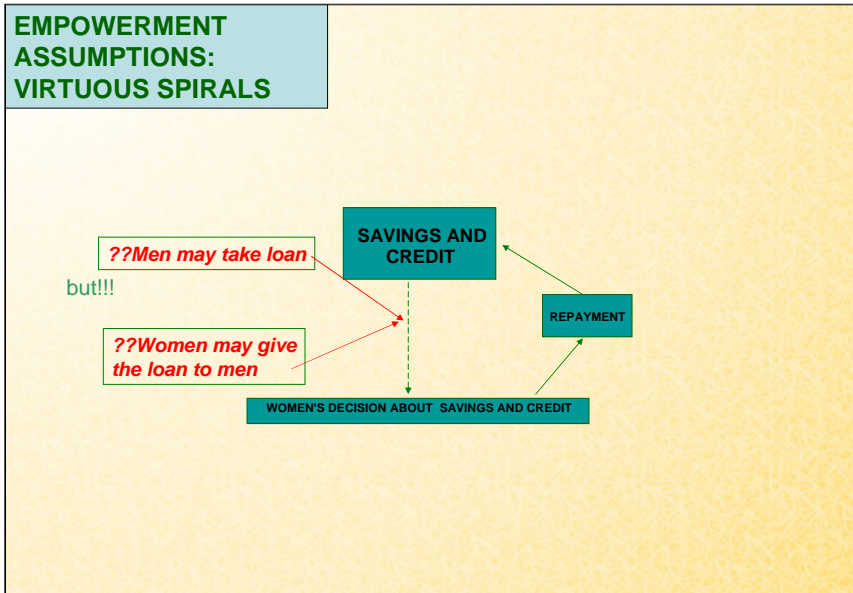 EMPOWERMENT
ASSUMPTIONS:
VIRTUOUS SPIRALS
SAVINGS AND
CREDIT
??Men may take loan
but!!!
REPAYMENT
??Women may give
the loan to men
WOMEN'S DECISION ABOUT SAVINGS AND CREDIT